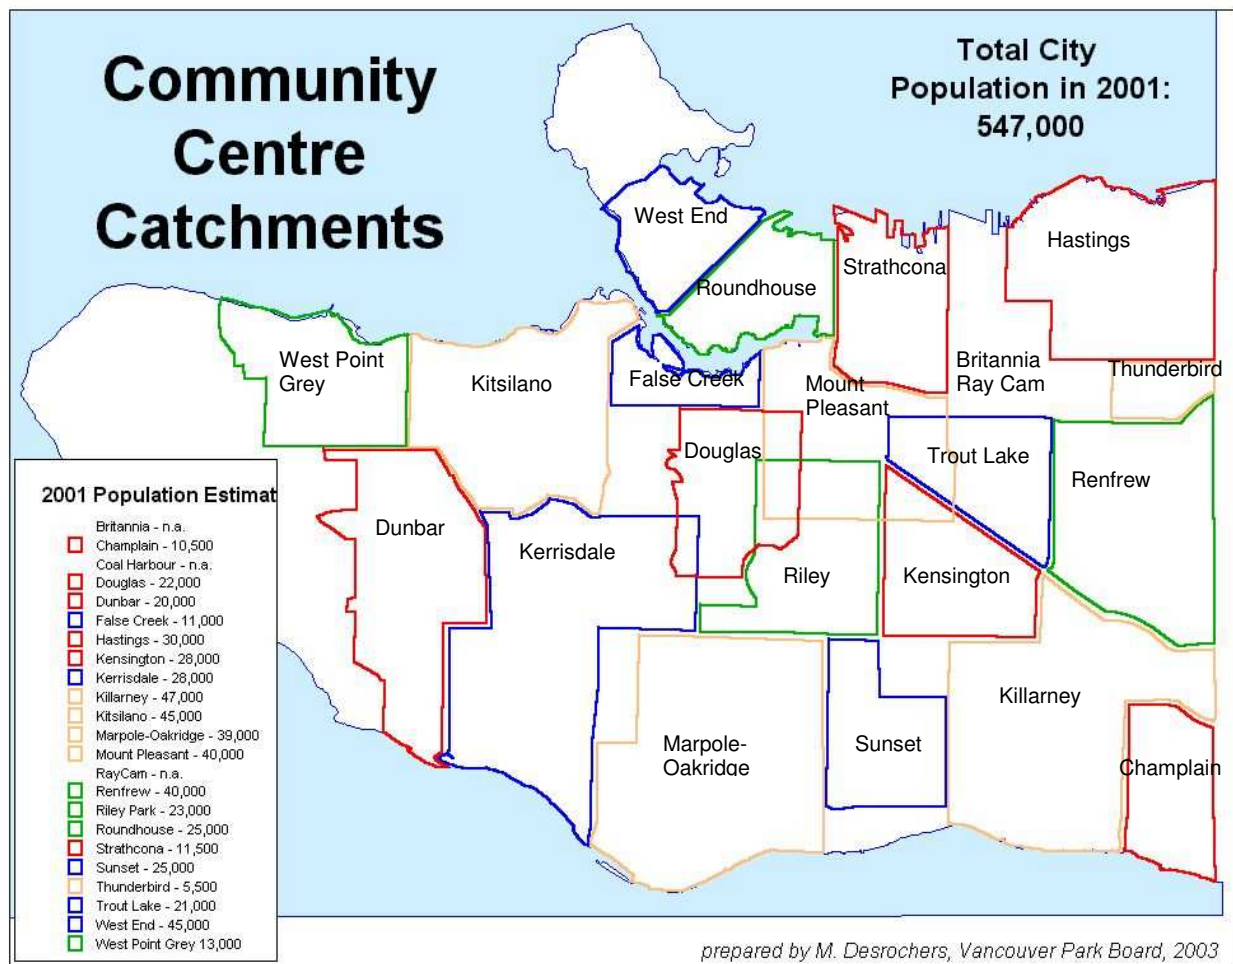 Community
Centre
Catchments
Total City
Population in 2001:
547,000
West End
Hastings
Strathcona
Roundhouse
West Point
Grey
Kitsilano
False Creek
Mount
Pleasant
Britannia
Ray Cam
Thunderbird
Douglas
Trout Lake
Renfrew
Dunbar
Kerrisdale
Riley
Kensington
Killarney
Marpole-
Oakridge
Sunset
Champlain
2001 Population Estimat
Britannia - n.a.
Champlain - 10,500
Coal Harbour - n.a.
Douglas - 22,000
Dunbar - 20,000
False Creek - 11,000
Hastings - 30,000
Kensington - 28,000
Kerrisdale - 28,000
Killarney - 47,000
Kitsilano - 45,000
Marpole-Oakridge - 39,000
Mount Pleasant - 40,000
RayCam - n.a.
Renfrew - 40,000
Riley Park - 23,000
Roundhouse - 25,000
Strathcona - 11,500
Sunset - 25,000
Thunderbird - 5,500
Trout Lake - 21,000
West End - 45,000
West Point Grey 13,000
prepared by M. Desrochers, Vancouver Park Board, 2003